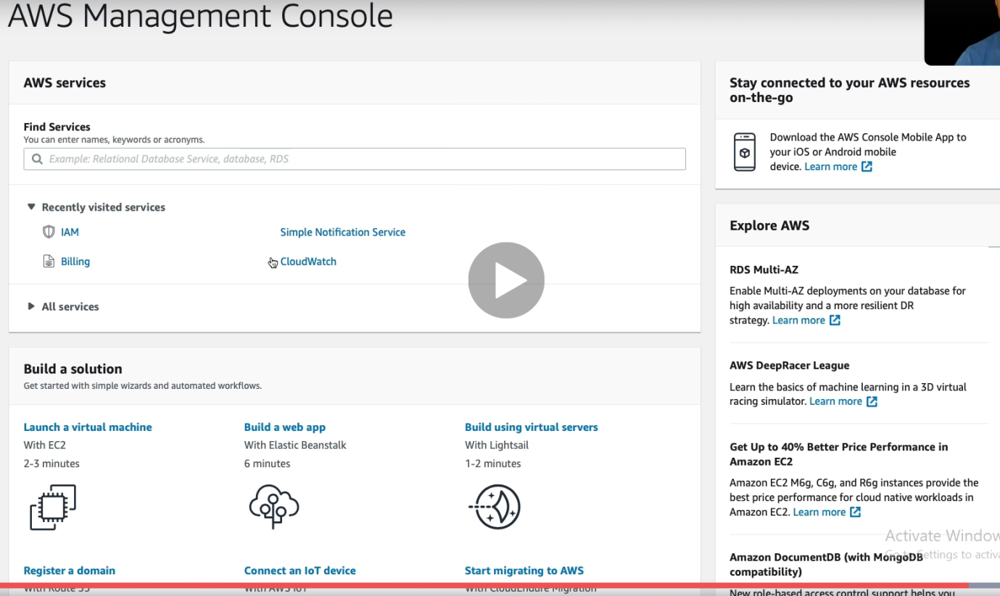 AWS Management Console
AWS services
Find Services
You can enter names, keywords or acronyms.
Example: Relational Database Service, database, RDS
Recently visited services
IAM
Simple Notification Service
Billing
CloudWatch
All services
Build a solution
Get started with simple wizards and automated workflows.
Launch a virtual machine
With EC2
2-3 minutes
Build a web app
With Elastic Beanstalk
6 minutes
Build using virtual servers
With Lightsail
1-2 minutes
Register a domain
With Route 53
Connect an IoT device
With AWS IoT
Start migrating to AWS
With CloudEndure Migration
Stay connected to your AWS resources
on-the-go
Download the AWS Console Mobile App to
your iOS or Android mobile
device. Learn more
Explore AWS
RDS Multi-AZ
Enable Multi-AZ deployments on your database for
high availability and a more resilient DR
strategy. Learn more
AWS DeepRacer League
Learn the basics of machine learning in a 3D virtual
racing simulator. Learn more
Get Up to 40% Better Price Performance in
Amazon EC2
Amazon EC2 M6g, C6g, and R6g instances provide the
best price performance for cloud native workloads in
Amazon EC2. Learn more
Activate Window
Go to Settings to activa
Amazon DocumentDB (with MongoDB
compatibility)
New role-based access control support helps you